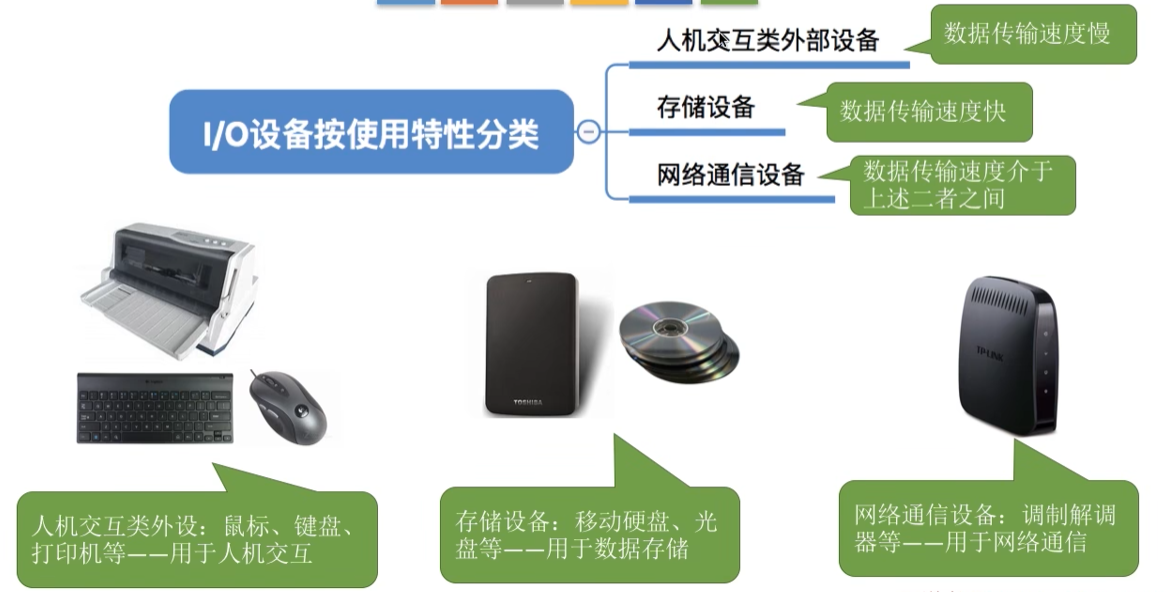 人机交互类外部设备
数据传输速度慢
I/O设备按使用特性分类
存储设备
数据传输速度快
网络通信设备
数据传输速度介于
上述二者之间
TOSHIBA
TP-LINK
人机交互类外设：鼠标、键盘、
打印机等——用于人机交互
存储设备：移动硬盘、光
盘等——用于数据存储
网络通信设备：调制解调
器等——用于网络通信